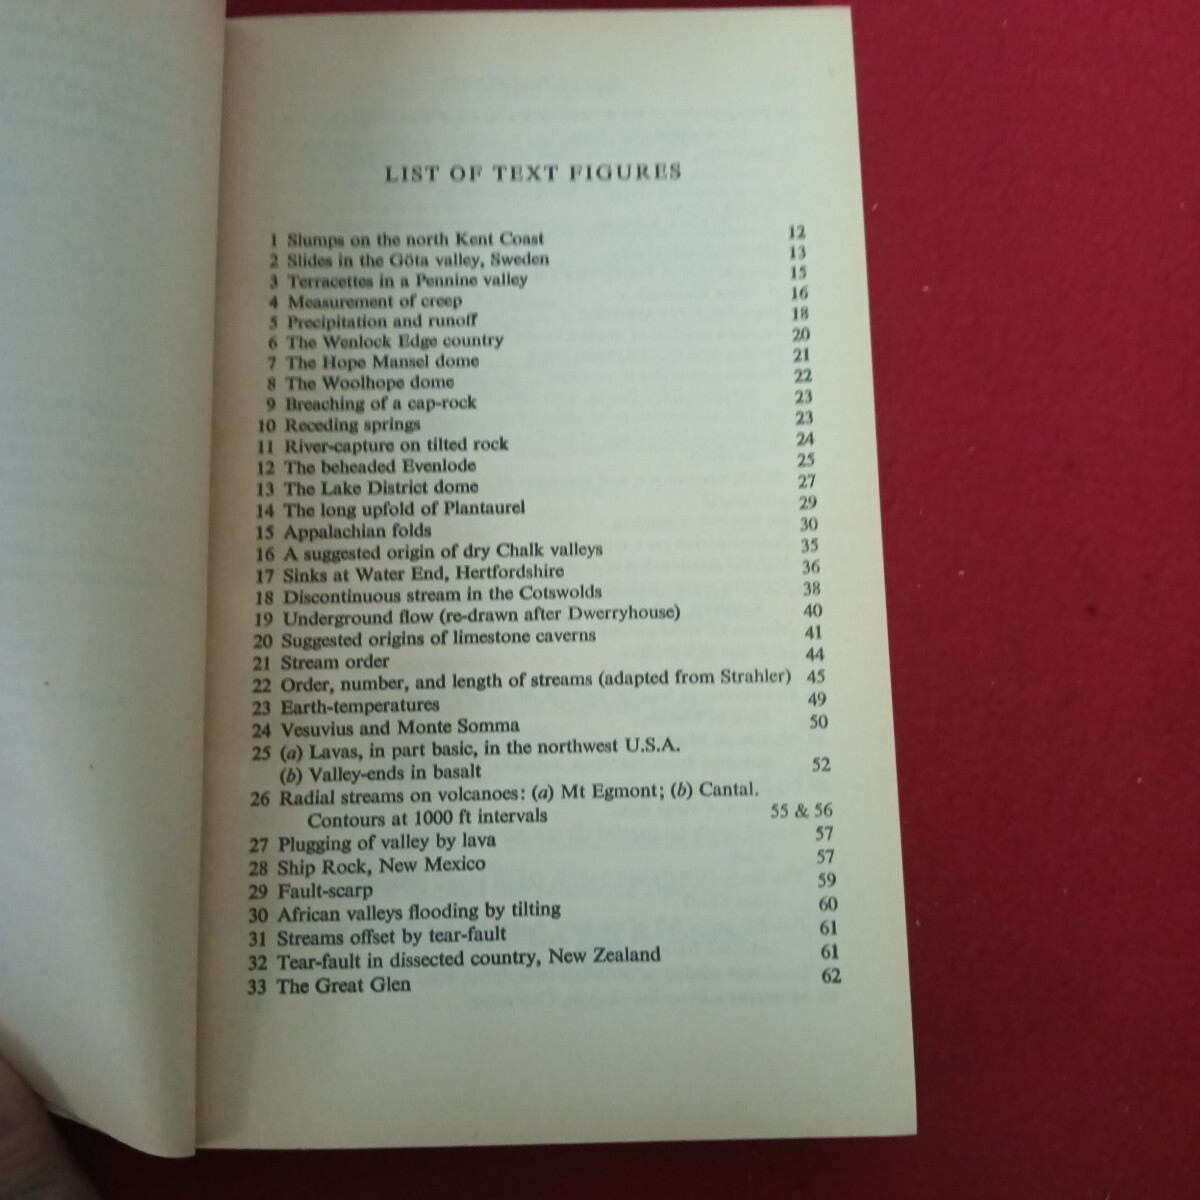 LIST OF TEXT FIGURES
1 Slumps on the north Kent Coast 12
2 Slides in the Göta valley, Sweden 13
3 Terracettes in a Pennine valley 15
4 Measurement of creep 16
5 Precipitation and runoff 18
6 The Wenlock Edge country 20
7 The Hope Mansel dome 21
8 The Woolhope dome 22
9 Breaching of a cap-rock 23
10 Receding springs 23
11 River-capture on tilted rock 24
12 The beheaded Evenlode 25
13 The Lake District dome 27
14 The long upfold of Plantaurel 29
15 Appalachian folds 30
16 A suggested origin of dry Chalk valleys 35
17 Sinks at Water End, Hertfordshire 36
18 Discontinuous stream in the Cotswolds 38
19 Underground flow (re-drawn after Dwerryhouse) 40
20 Suggested origins of limestone caverns 41
21 Stream order 44
22 Order, number, and length of streams (adapted from Strahler) 45
23 Earth-temperatures 49
24 Vesuvius and Monte Somma 50
25 (a) Lavas, in part basic, in the northwest U.S.A.
(b) Valley-ends in basalt 52
26 Radial streams on volcanoes: (a) Mt Egmont; (b) Cantal.
Contours at 1000 ft intervals 55 & 56
27 Plugging of valley by lava 57
28 Ship Rock, New Mexico 57
29 Fault-scarp 59
30 African valleys flooding by tilting 60
31 Streams offset by tear-fault 61
32 Tear-fault in dissected country, New Zealand 61
33 The Great Glen 62